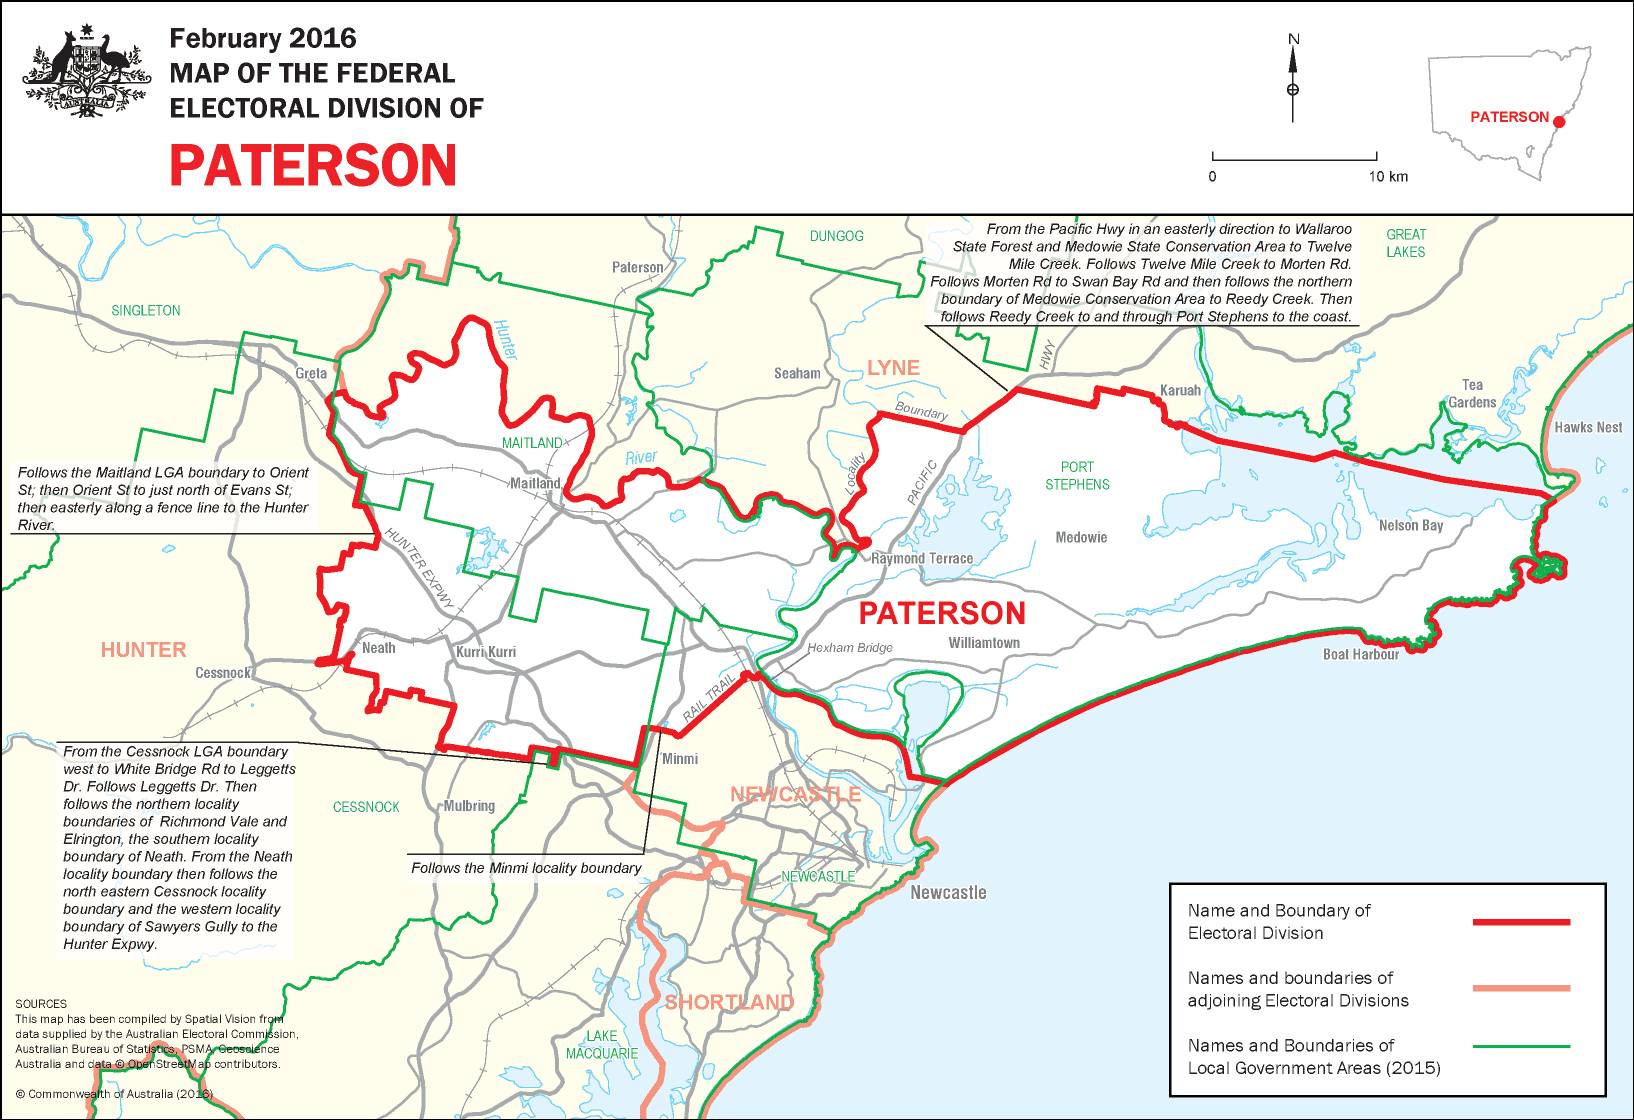 February 2016
MAP OF THE FEDERAL
ELECTORAL DIVISION OF
PATERSON
AUSTRALIA
N
0
10 km
PATERSON
From the Pacific Hwy in an easterly direction to Wallaroo
State Forest and Medowie State Conservation Area to Twelve
Mile Creek. Follows Twelve Mile Creek to Morten Rd.
Follows Morten Rd to Swan Bay Rd and then follows the northern
boundary of Medowie Conservation Area to Reedy Creek. Then
follows Reedy Creek to and through Port Stephens to the coast.
DUNGOG
GREAT
LAKES
Paterson
SINGLETON
Hunter
HWY
Greta
Seaham
LYNE
Karuah
Tea
Gardens
Boundary
Hawks Nest
MAITLAND
River
Locality
PACIFIC
PORT
STEPHENS
Follows the Maitland LGA boundary to Orient
St; then Orient St to just north of Evans St;
then easterly along a fence line to the Hunter
River.
Maitland
Nelson Bay
Medowie
HUNTER EXPWY
Raymond Terrace
PATERSON
HUNTER
Neath
Kurri Kurri
Hexham Bridge
Williamtown
Boat Harbour
Cessnock
RAIL TRAIL
From the Cessnock LGA boundary
west to White Bridge Rd to Leggetts
Dr. Follows Leggetts Dr. Then
follows the northern locality
boundaries of Richmond Vale and
Elrington, the southern locality
boundary of Neath. From the Neath
locality boundary then follows the
north eastern Cessnock locality
boundary and the western locality
boundary of Sawyers Gully to the
Hunter Expwy.
Minmi
NEWCASTLE
CESSNOCK
Mulbring
Follows the Minmi locality boundary
NEWCASTLE
Newcastle
SHORTLAND
LAKE
MACQUARIE
Name and Boundary of
Electoral Division
Names and boundaries of
adjoining Electoral Divisions
Names and Boundaries of
Local Government Areas (2015)
SOURCES
This map has been compiled by Spatial Vision from
data supplied by the Australian Electoral Commission,
Australian Bureau of Statistics, PSMA, Geoscience
Australia and data © OpenStreetMap contributors.
© Commonwealth of Australia (2016)